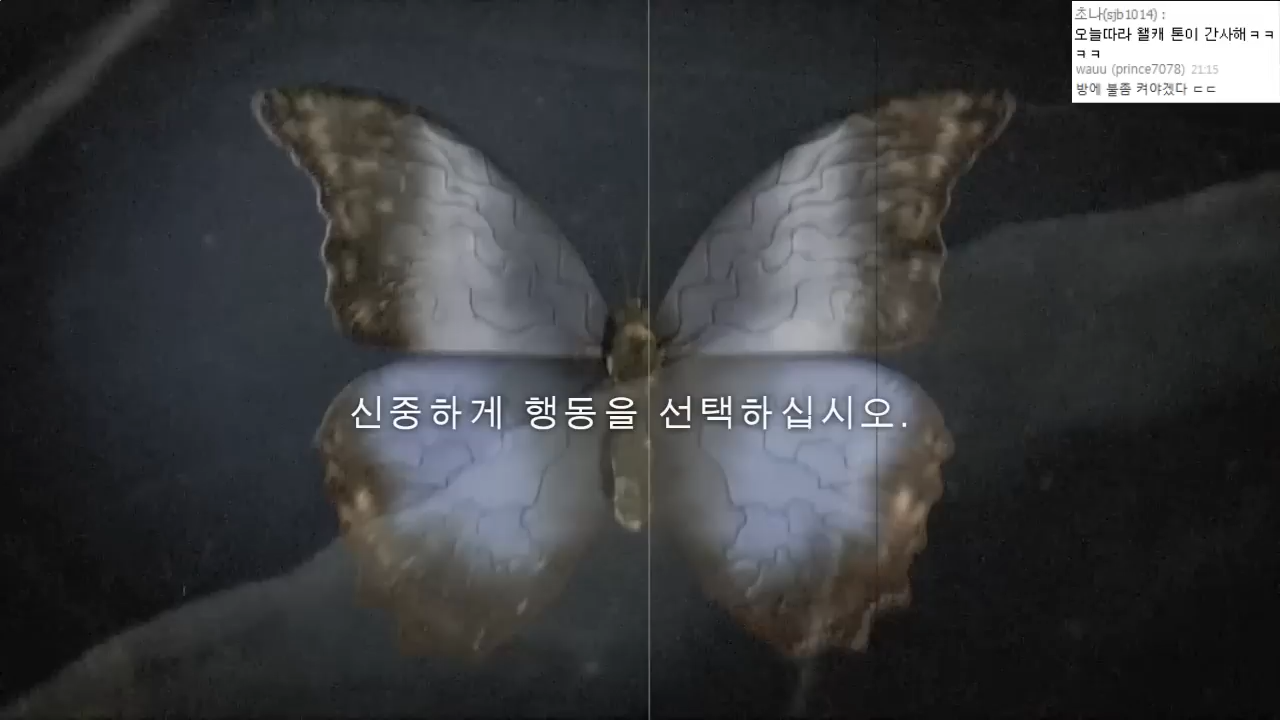 초나(sjb1014) :
오늘따라 왤캐 톤이 간사해ㅋㅋ
ㅋㅋ
wauu (prince7078) 21:15
방에 불좀 켜야겠다 ㄷㄷ
신중하게 행동을 선택하십시오.